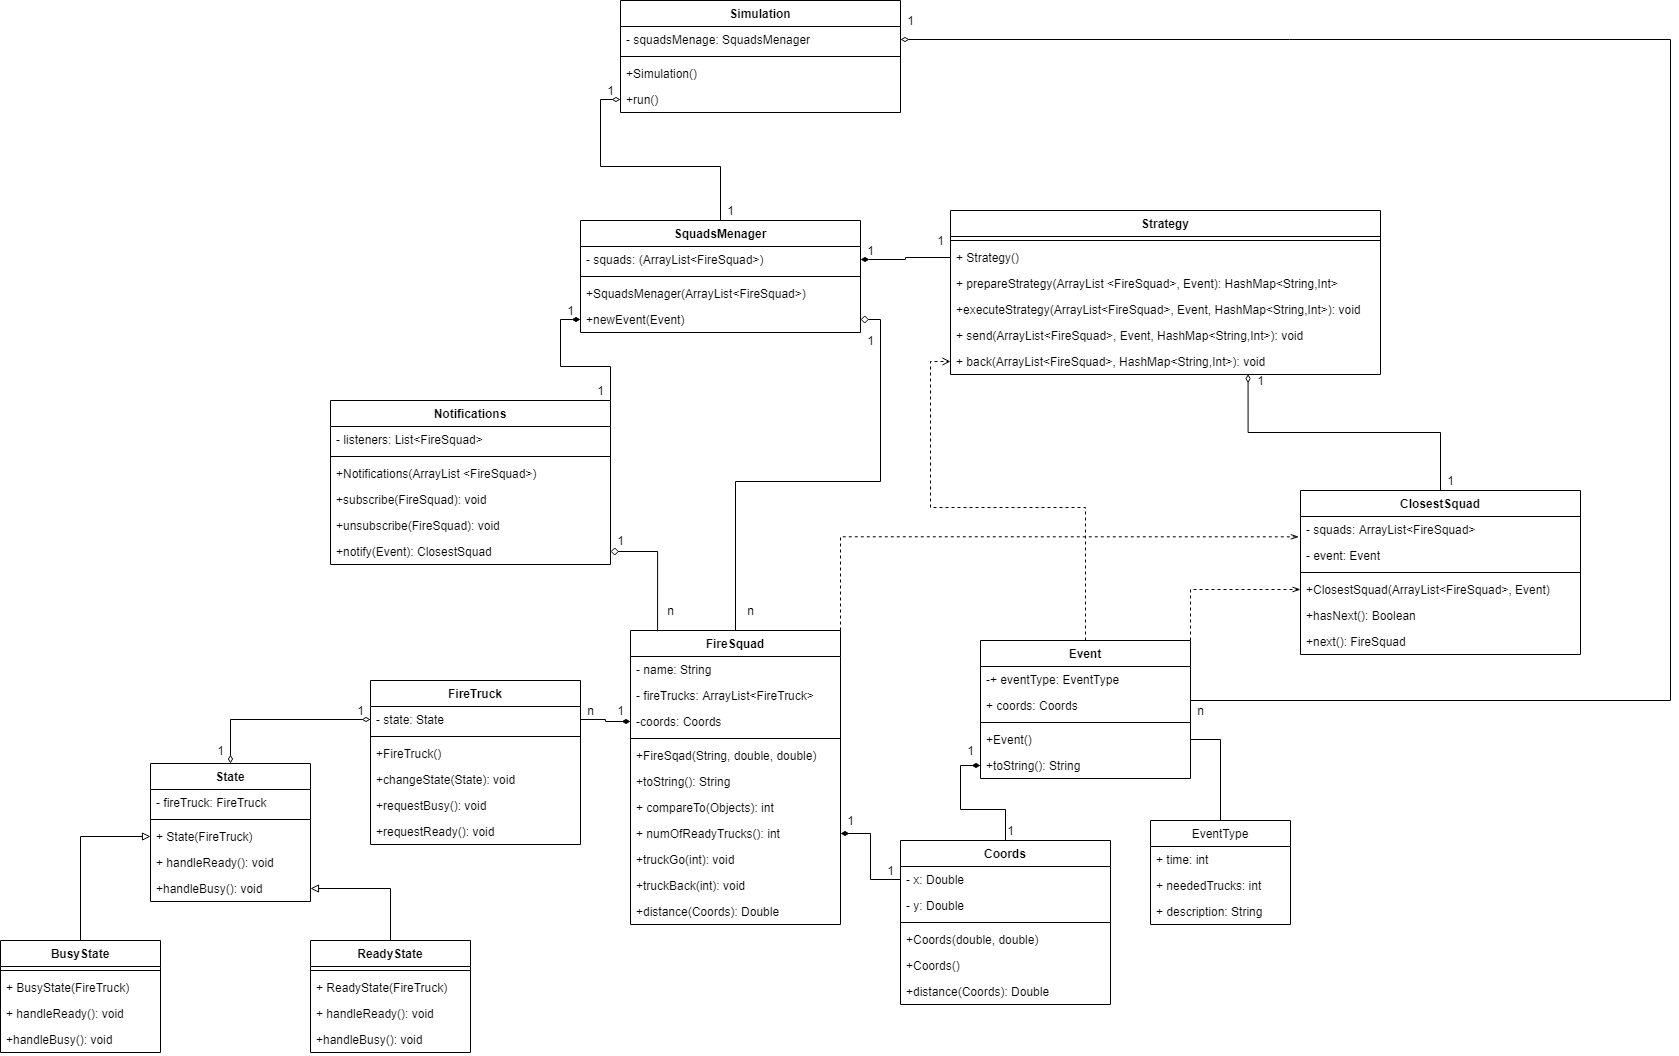 Simulation
- squadsMenage: SquadsMenager
+Simulation()
+run()
1
1
1
SquadsMenager
- squads: (ArrayList<FireSquad>)
+SquadsMenager(ArrayList<FireSquad>)
+newEvent(Event)
1
1
1
1
Strategy
+ Strategy()
+ prepareStrategy(ArrayList <FireSquad>, Event): HashMap<String,Int>
+executeStrategy(ArrayList<FireSquad>, Event, HashMap<String,Int>): void
+ send(ArrayList<FireSquad>, Event, HashMap<String,Int>): void
+ back(ArrayList<FireSquad>, HashMap<String,Int>): void
1
1
Notifications
- listeners: List<FireSquad>
+Notifications(ArrayList <FireSquad>)
+subscribe(FireSquad): void
+unsubscribe(FireSquad): void
+notify(Event): ClosestSquad
1
n
n
1
ClosestSquad
- squads: ArrayList<FireSquad>
- event: Event
+ClosestSquad(ArrayList<FireSquad>, Event)
+hasNext(): Boolean
+next(): FireSquad
FireSquad
- name: String
- fireTrucks: ArrayList<FireTruck>
-coords: Coords
+FireSqad(String, double, double)
+toString(): String
+ compareTo(Objects): int
+ numOfReadyTrucks(): int
+truckGo(int): void
+truckBack(int): void
+distance(Coords): Double
Event
-+ eventType: EventType
+ coords: Coords
+Event()
+toString(): String
n
1
1
FireTruck
- state: State
+FireTruck()
+changeState(State): void
+requestBusy(): void
+requestReady(): void
n
1
1
1
State
- fireTruck: FireTruck
+ State(FireTruck)
+ handleReady(): void
+handleBusy(): void
1
1
Coords
- x: Double
- y: Double
+Coords(double, double)
+Coords()
+distance(Coords): Double
EventType
+ time: int
+ neededTrucks: int
+ description: String
BusyState
+ BusyState(FireTruck)
+ handleReady(): void
+handleBusy(): void
ReadyState
+ ReadyState(FireTruck)
+ handleReady(): void
+handleBusy(): void